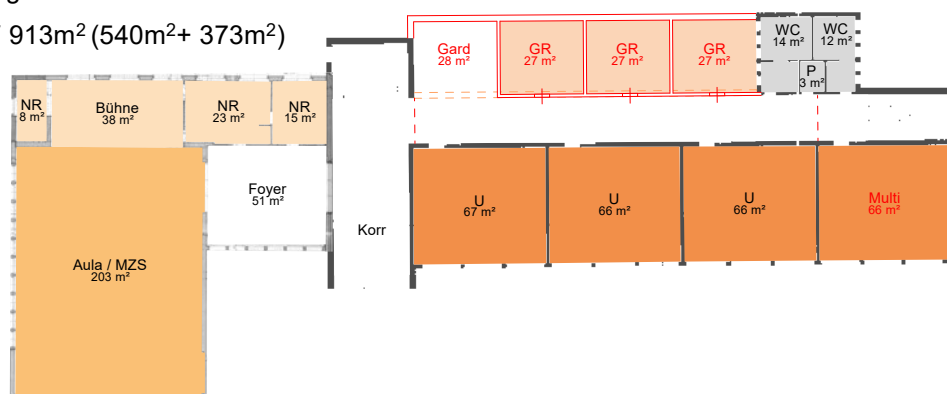 913m² (540m²+ 373m²)
Gard
28 m²
GR
27 m²
GR
27 m²
GR
27 m²
WC
14 m²
WC
12 m²
P
3 m²
NR
8 m²
Bühne
38 m²
NR
23 m²
NR
15 m²
Foyer
51 m²
Korr
U
67 m²
U
66 m²
U
66 m²
Multi
66 m²
Aula / MZS
203 m²